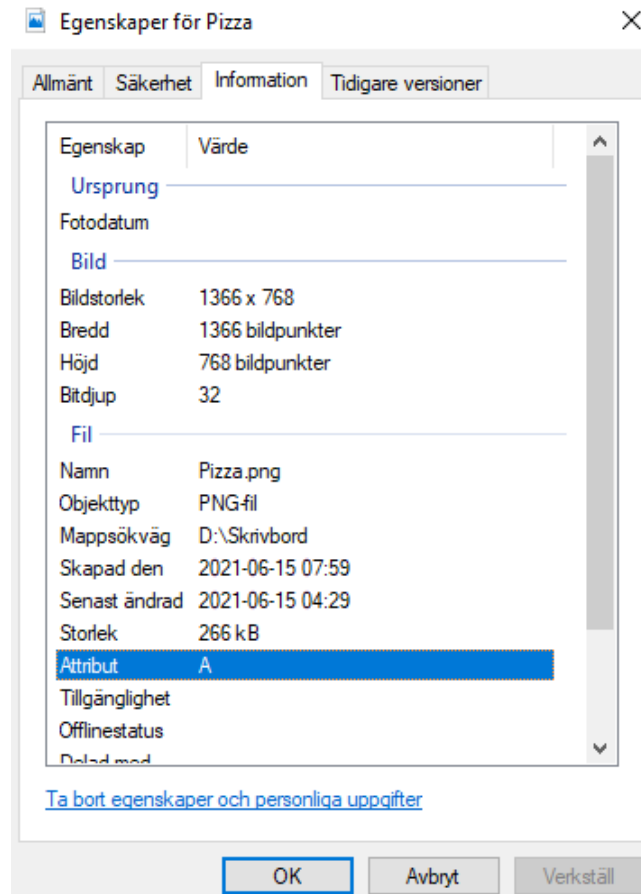 Egenskaper för Pizza
Allmänt Säkerhet Information Tidigare versioner
Egenskap Värde
Ursprung
Fotodatum
Bild
Bildstorlek 1366 x 768
Bredd 1366 bildpunkter
Höjd 768 bildpunkter
Bitdjup 32
Fil
Namn Pizza.png
Objekttyp PNG-fil
Mappsökväg D:\Skrivbord
Skapad den 2021-06-15 07:59
Senast ändrad 2021-06-15 04:29
Storlek 266 kB
Attribut A
Tillgänglighet
Offlinestatus
Delad med
Ta bort egenskaper och personliga uppgifter
OK Avbryt Verkställ